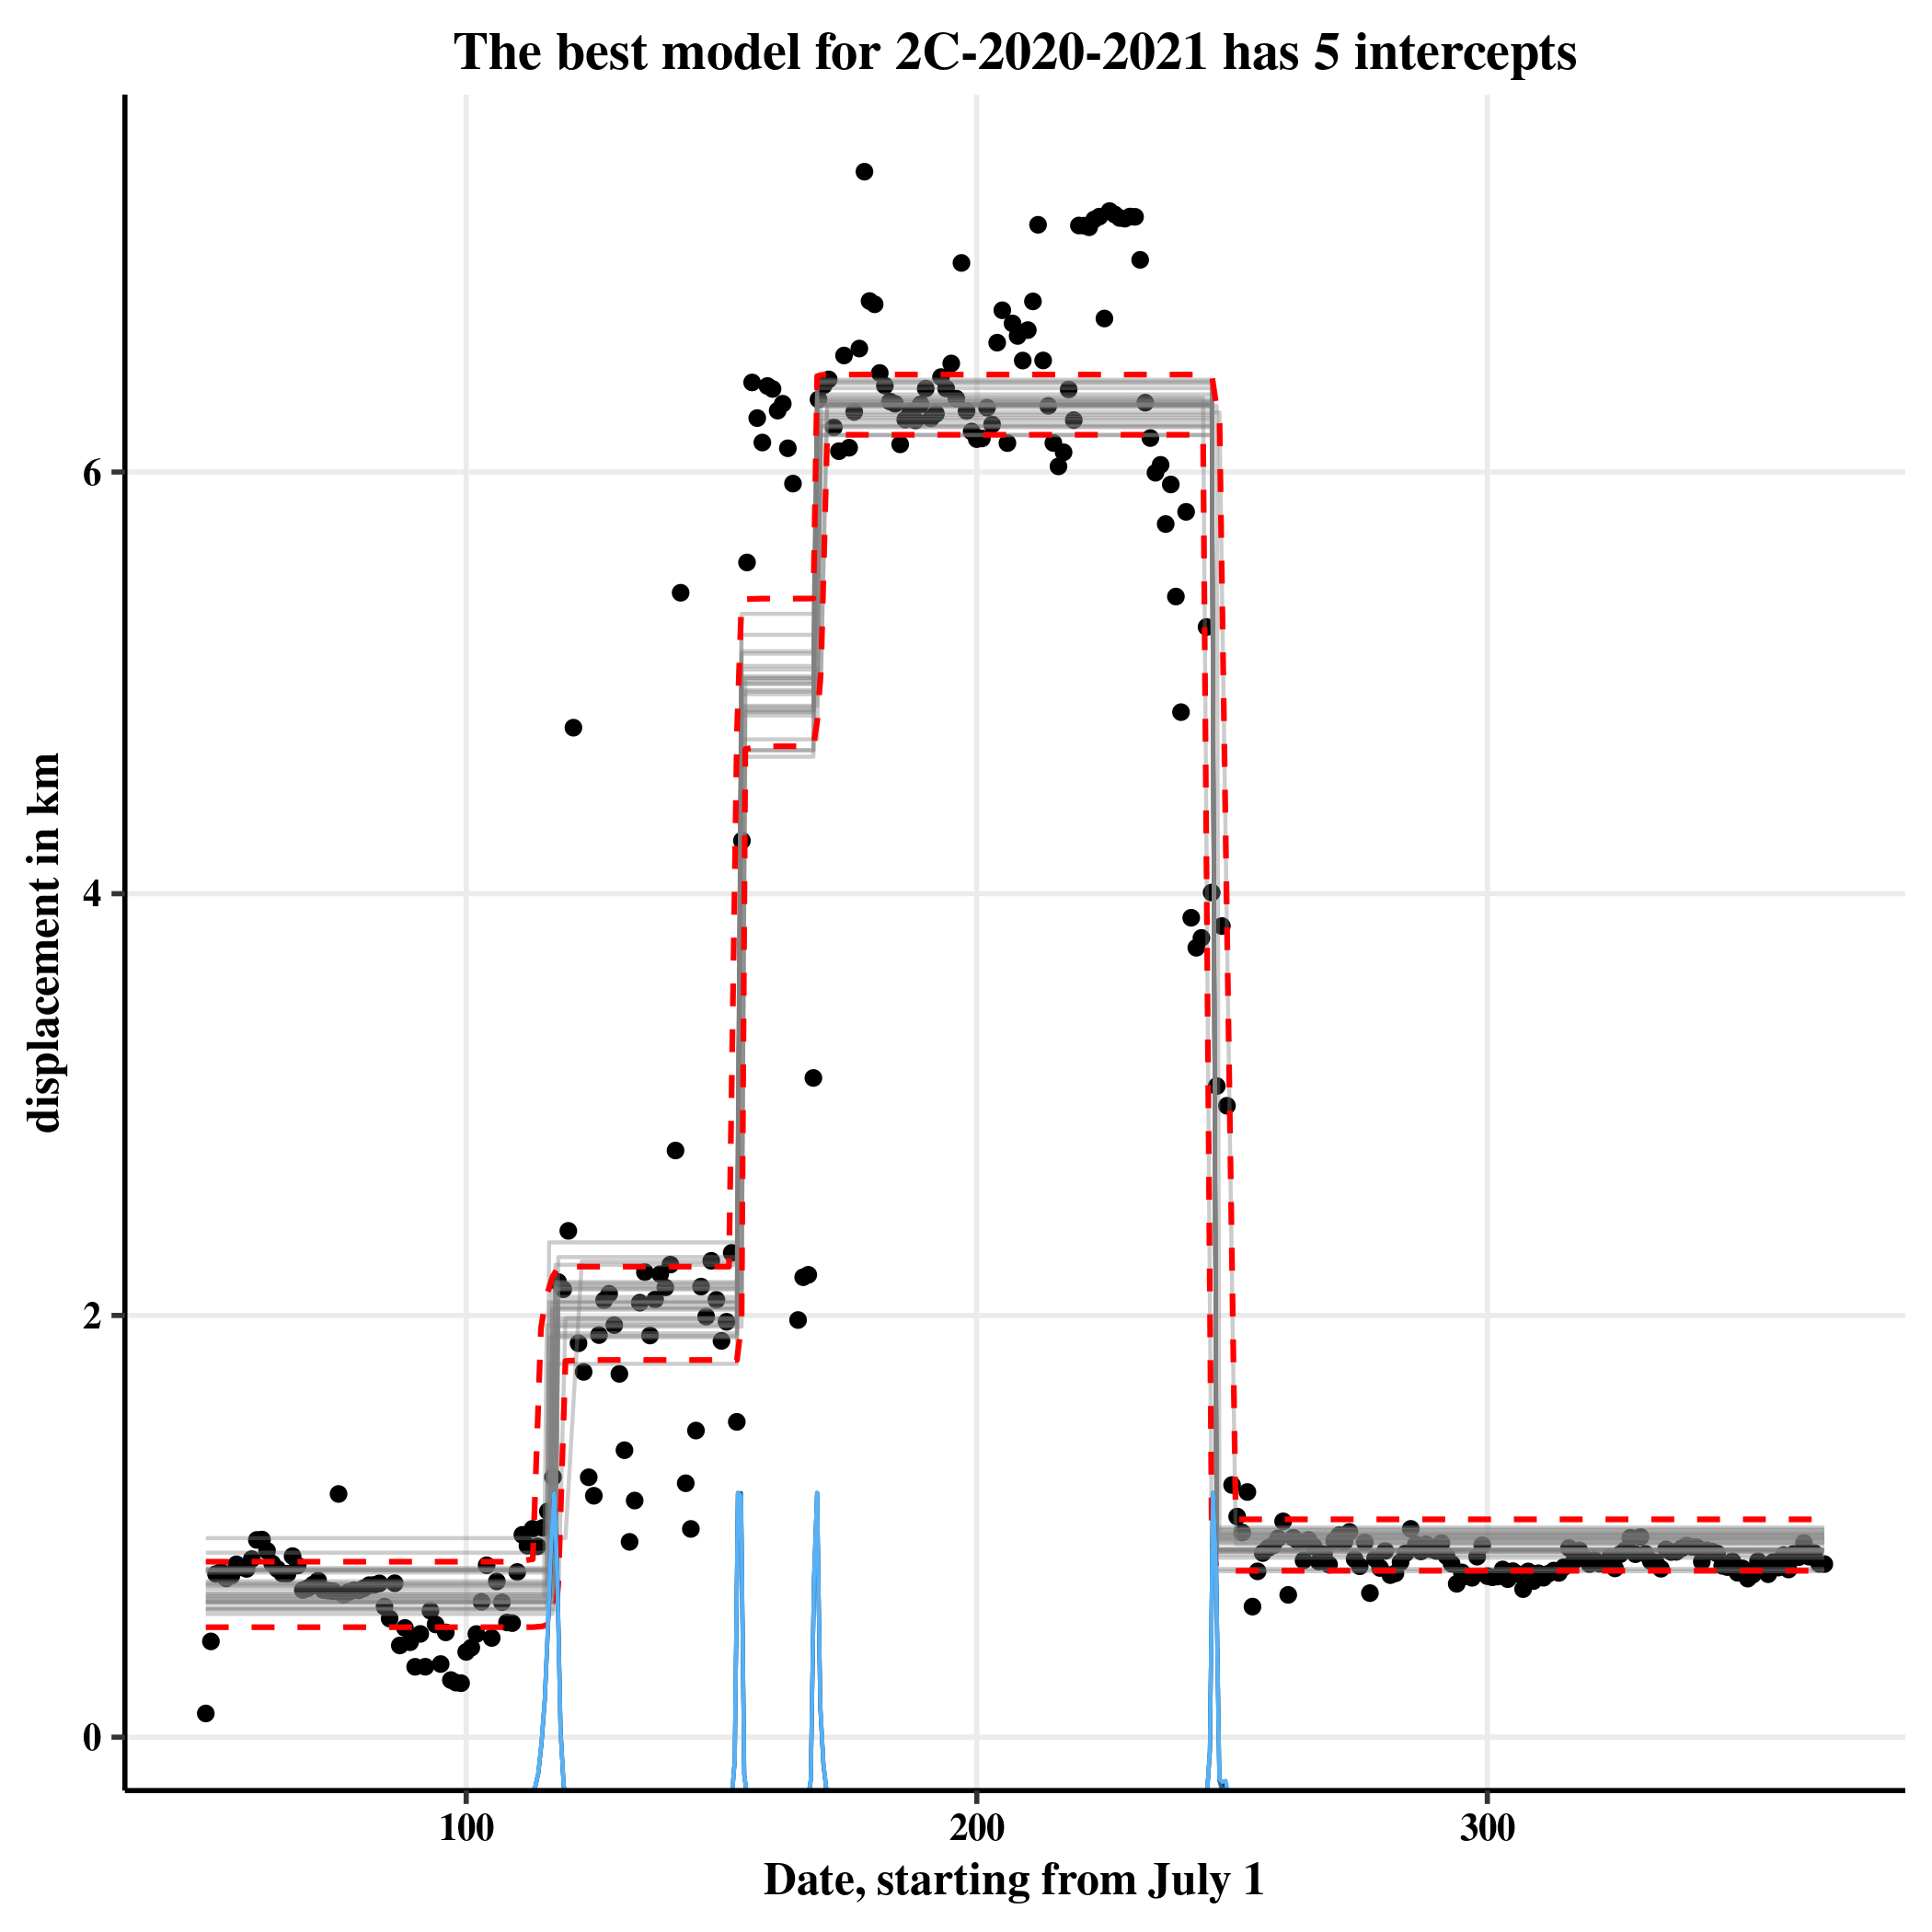 The best model for 2C-2020-2021 has 5 intercepts
displacement in km
6
4
2
0
100 200 300
Date, starting from July 1